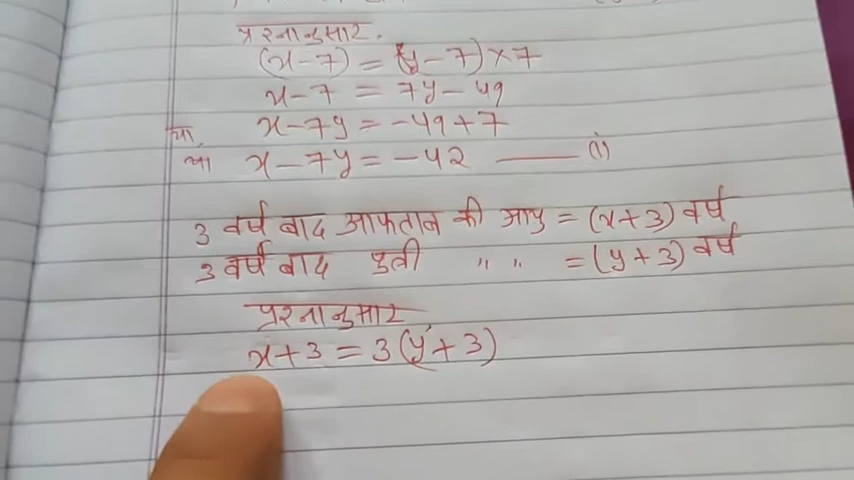 प्रश्नानुसार,
(x-7) = (y-7)×7
x-7 = 7y-49
या, x-7y = -49+7
या x-7y = -42 ——— (i)
3 वर्ष बाद आफताब की आयु = (x+3) वर्ष
3 वर्ष बाद पुत्री " " = (y+3) वर्ष
प्रश्नानुसार
x+3 = 3(y+3)